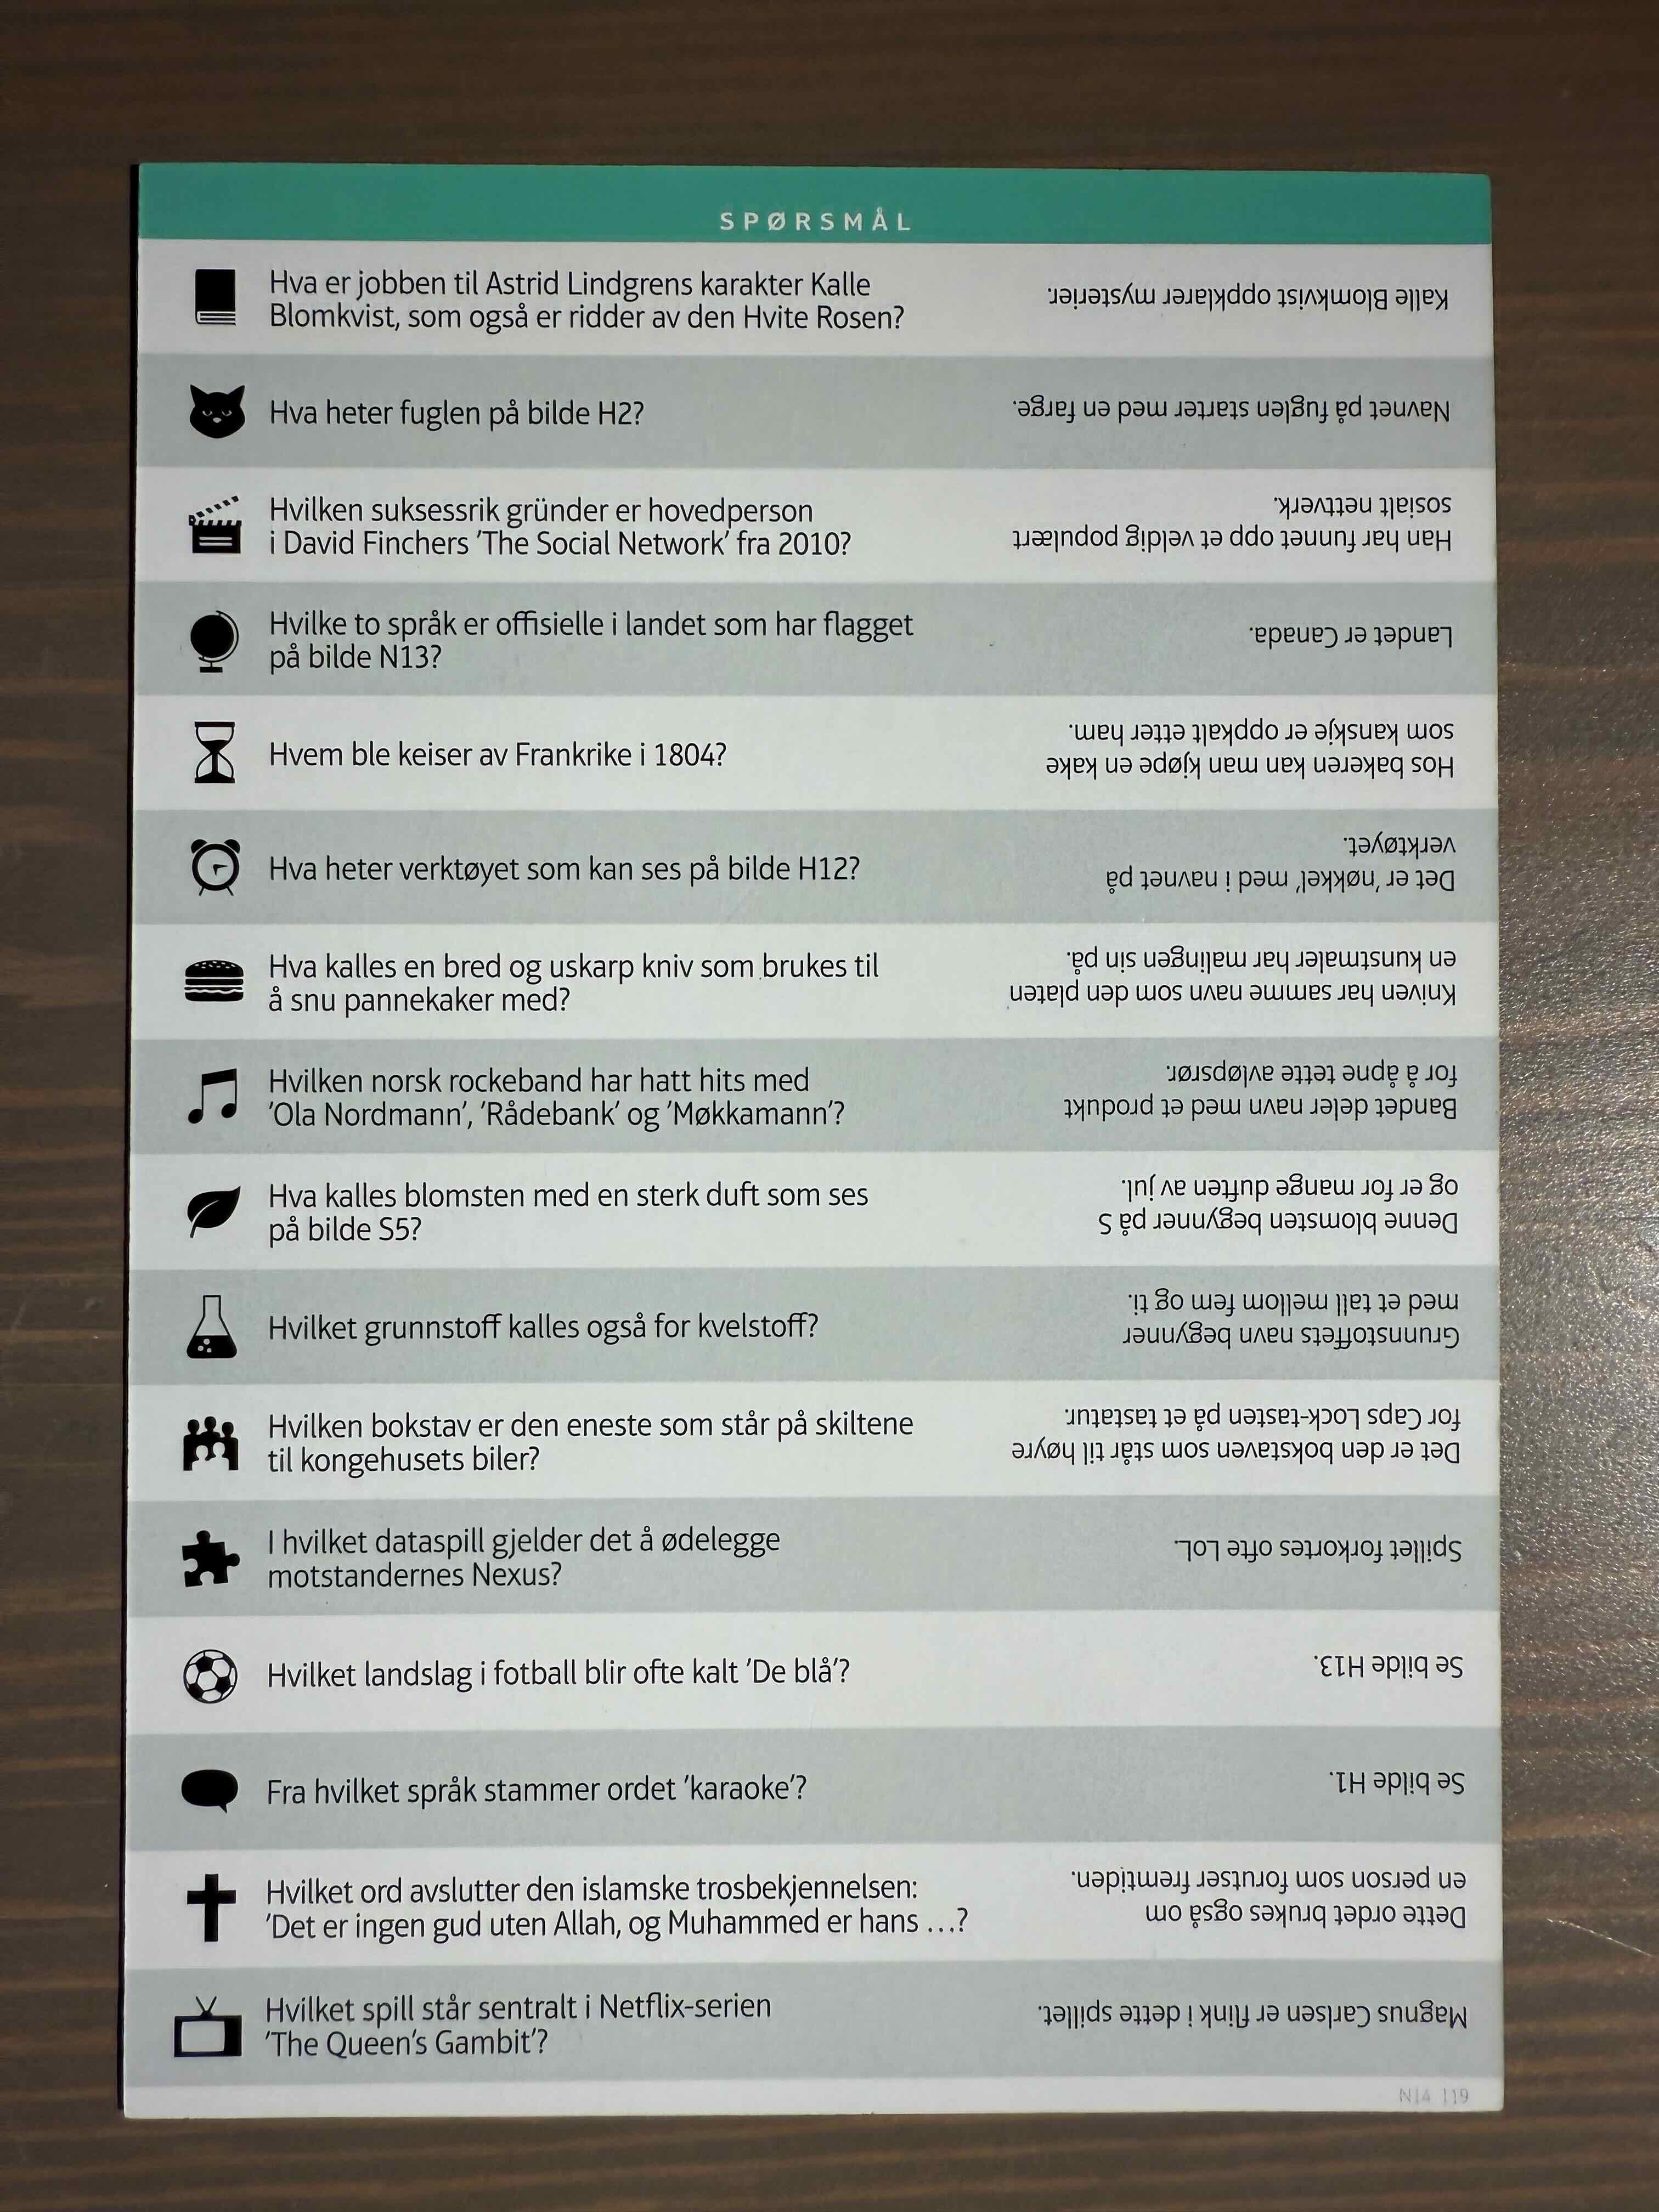 SPØRSMÅL
Hva er jobben til Astrid Lindgrens karakter Kalle
Blomkvist, som også er ridder av den Hvite Rosen?
Kalle Blomkvist oppklarer mysterier.
Hva heter fuglen på bilde H2?
Navnet på fuglen starter med en farge.
Hvilken suksessrik gründer er hovedperson
i David Finchers 'The Social Network' fra 2010?
Han har funnet opp et veldig populært
sosialt nettverk.
Hvilke to språk er offisielle i landet som har flagget
på bilde N13?
Landet er Canada.
Hvem ble keiser av Frankrike i 1804?
Hos bakeren kan man kjøpe en kake
som kanskje er oppkalt etter ham.
Hva heter verktøyet som kan ses på bilde H12?
Det er 'nøkkel' med i navnet på
verktøyet.
Hva kalles en bred og uskarp kniv som brukes til
å snu pannekaker med?
Kniven har samme navn som den platen
en kunstmaler har malingen sin på.
Hvilken norsk rockeband har hatt hits med
'Ola Nordmann', 'Rådebank' og 'Møkkamann'?
Bandet deler navn med et produkt
for å åpne tette avløpsrør.
Hva kalles blomsten med en sterk duft som ses
på bilde S5?
Denne blomsten begynner på S
og er for mange duften av jul.
Hvilket grunnstoff kalles også for kvelstoff?
Grunnstoffets navn begynner
med et tall mellom fem og ti.
Hvilken bokstav er den eneste som står på skiltene
til kongehusets biler?
Det er den bokstaven som står til høyre
for Caps Lock-tasten på et tastatur.
I hvilket dataspill gjelder det å ødelegge
motstandernes Nexus?
Spillet forkortes ofte LoL.
Hvilket landslag i fotball blir ofte kalt 'De blå'?
Se bilde H13.
Fra hvilket språk stammer ordet 'karaoke'?
Se bilde H1.
Hvilket ord avslutter den islamske trosbekjennelsen:
'Det er ingen gud uten Allah, og Muhammed er hans ...?
Dette ordet brukes også om
en person som forutser fremtiden.
Hvilket spill står sentralt i Netflix-serien
'The Queen's Gambit'?
Magnus Carlsen er flink i dette spillet.
N14 119